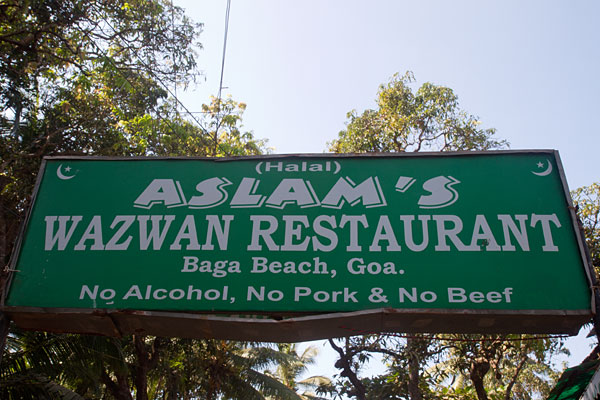 (Halal)
ASLAM'S
WAZWAN RESTAURANT
Baga Beach, Goa.
No Alcohol, No Pork & No Beef